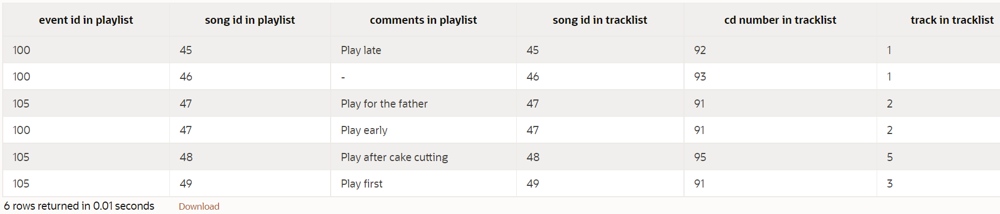 event id in playlist song id in playlist comments in playlist song id in tracklist cd number in tracklist track in tracklist
100 45 Play late 45 92 1
100 46 - 46 93 1
105 47 Play for the father 47 91 2
100 47 Play early 47 91 2
105 48 Play after cake cutting 48 95 5
105 49 Play first 49 91 3
6 rows returned in 0.01 seconds Download